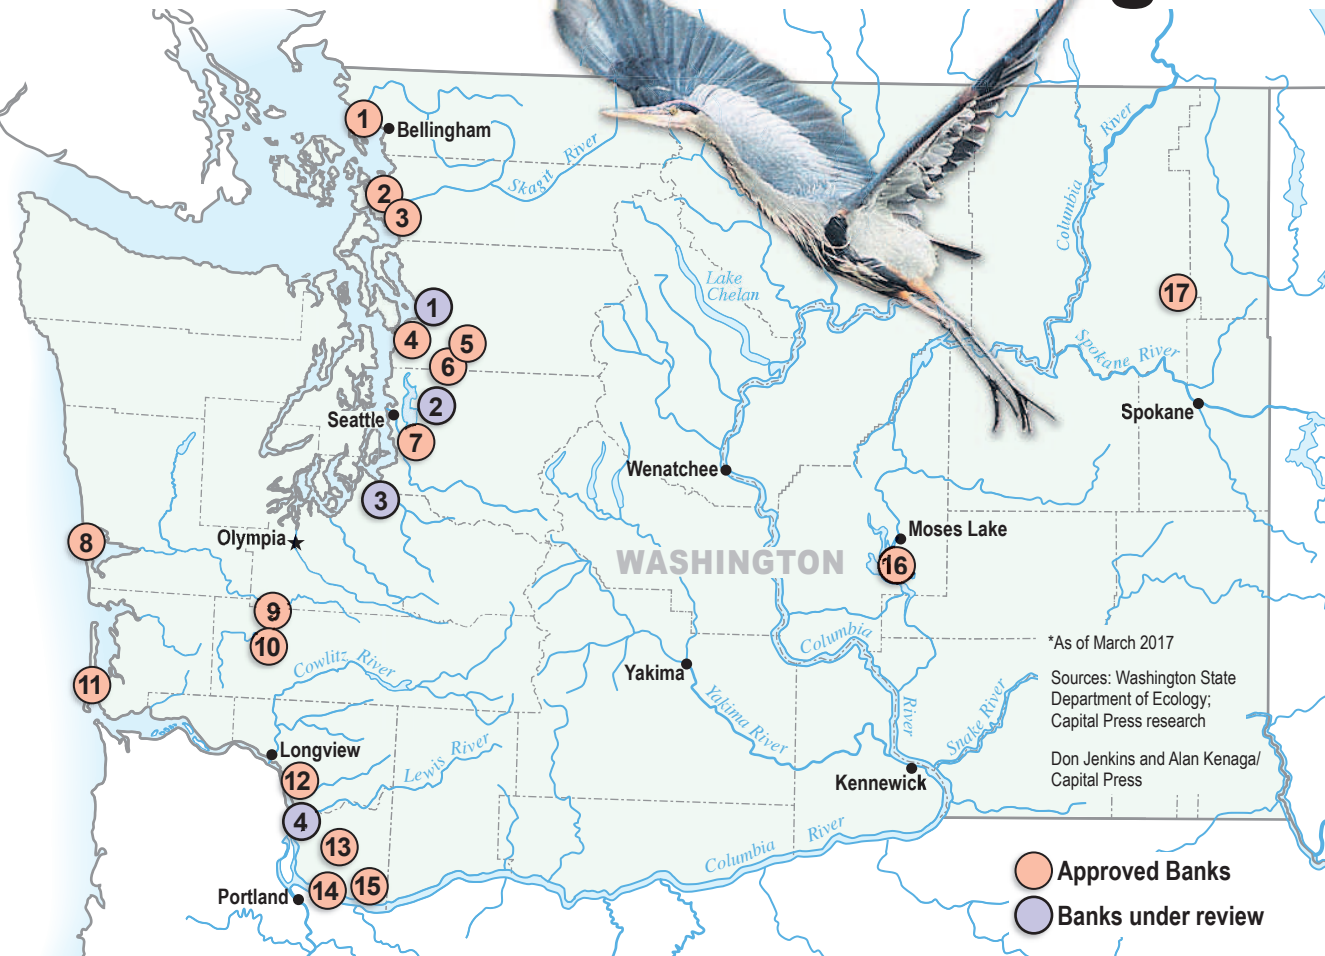 1
Bellingham
Skagit River
2
3
Columbia River
Lake
Chelan
17
1
4
5
6
Spokane River
2
Seattle
7
Spokane
Wenatchee
3
8
Olympia
Moses Lake
WASHINGTON
16
9
10
Columbia
River
*As of March 2017
Cowlitz River
Yakima
11
Sources: Washington State
Department of Ecology;
Capital Press research
Yakima River
Snake River
Longview
Lewis River
Don Jenkins and Alan Kenaga/
Capital Press
12
Kennewick
4
13
Columbia River
14
15
Portland
Approved Banks
Banks under review